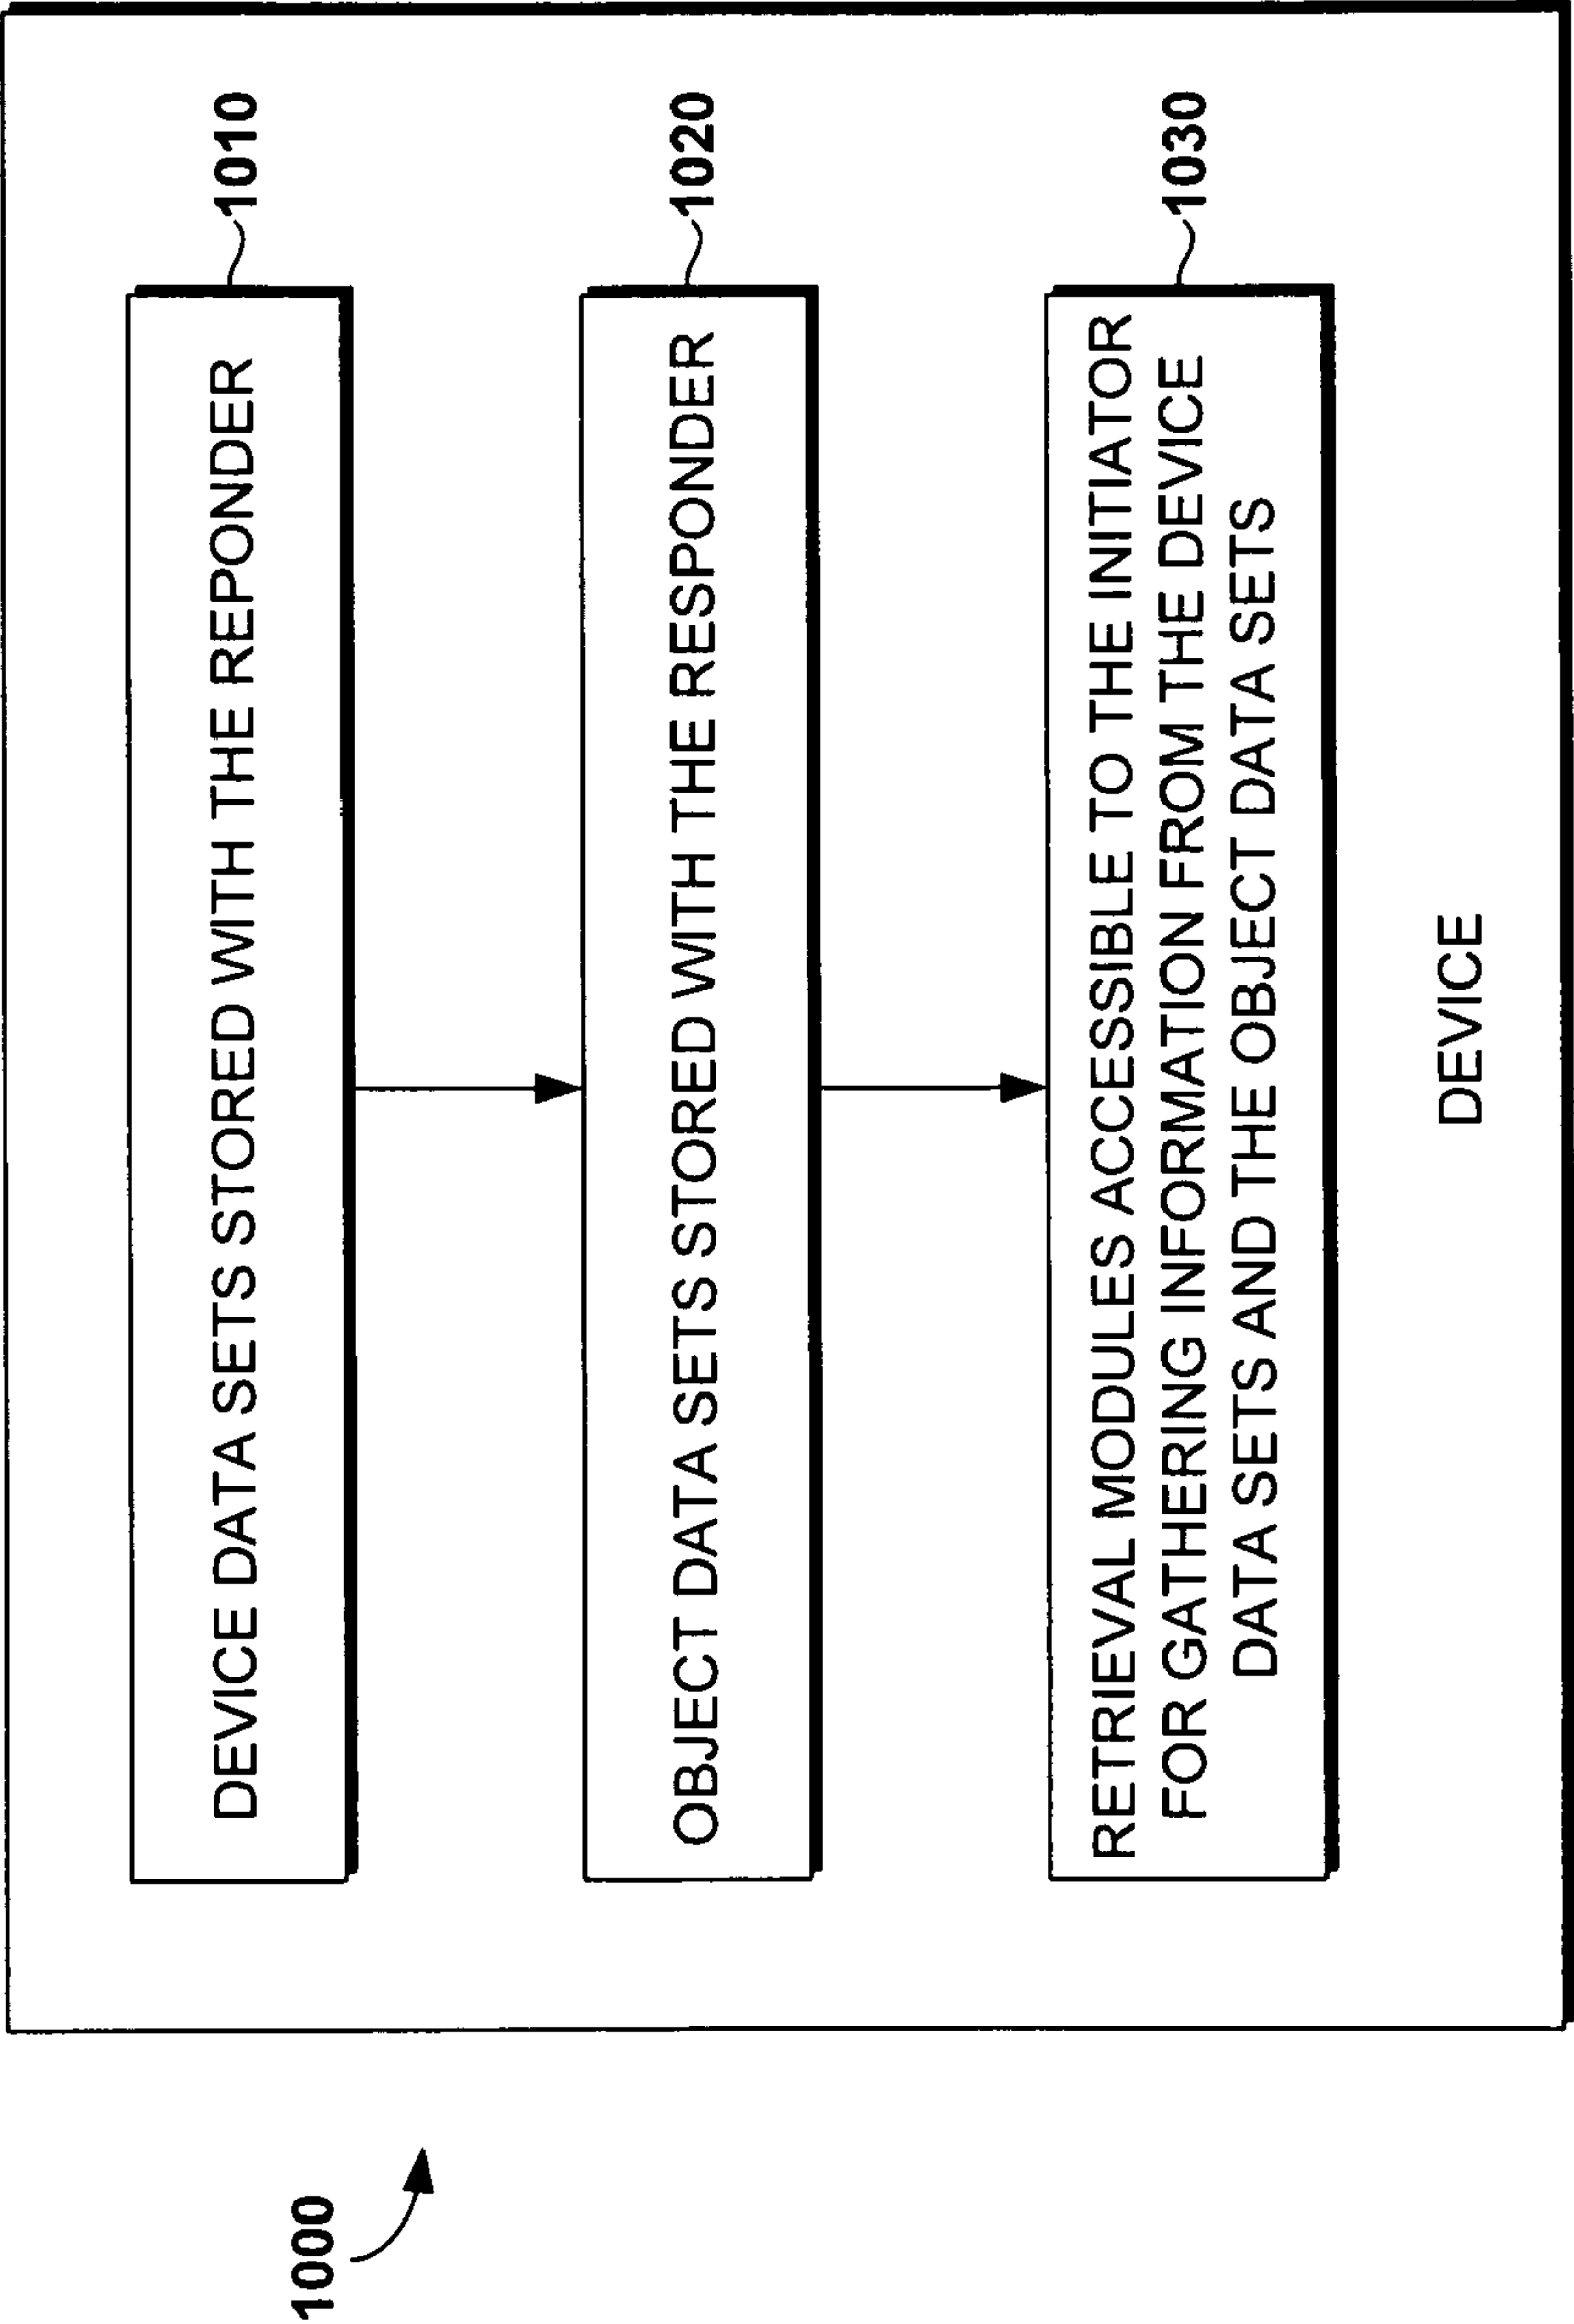 1000
DEVICE DATA SETS STORED WITH THE REPONDER
1010
OBJECT DATA SETS STORED WITH THE RESPONDER
1020
RETRIEVAL MODULES ACCESSIBLE TO THE INITIATOR
FOR GATHERING INFORMATION FROM THE DEVICE
DATA SETS AND THE OBJECT DATA SETS
1030
DEVICE